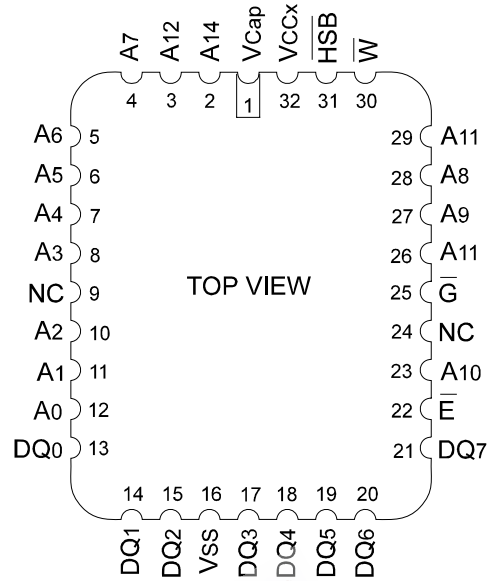 A7 A12 A14 VCap VCCx HSB W
4 3 2 1 32 31 30
A6 5 29 A11
A5 6 28 A8
A4 7 27 A9
A3 8 26 A11
NC 9 25 G
TOP VIEW
A2 10 24 NC
A1 11 23 A10
A0 12 22 E
DQ0 13 21 DQ7
14 15 16 17 18 19 20
DQ1 DQ2 VSS DQ3 DQ4 DQ5 DQ6